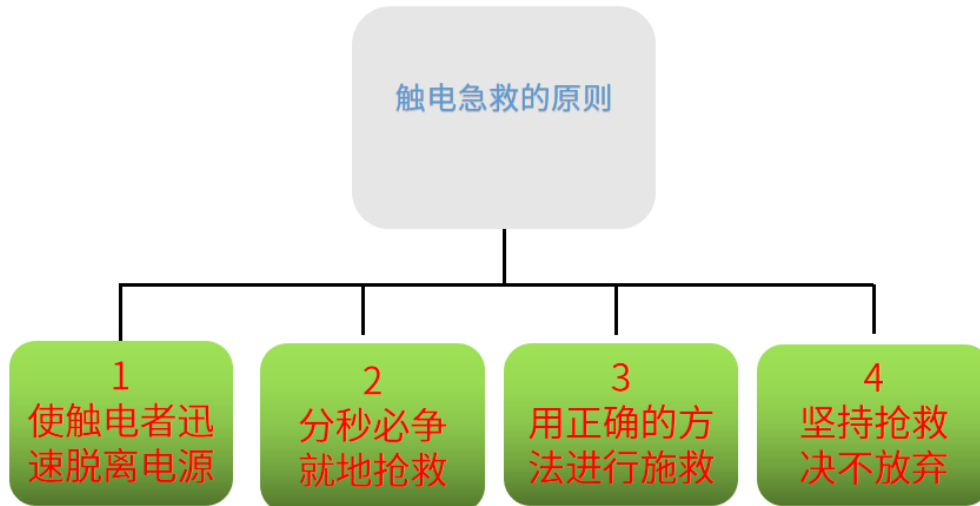 触电急救的原则
1
使触电者迅
速脱离电源
2
分秒必争
就地抢救
3
用正确的方
法进行施救
4
坚持抢救
决不放弃